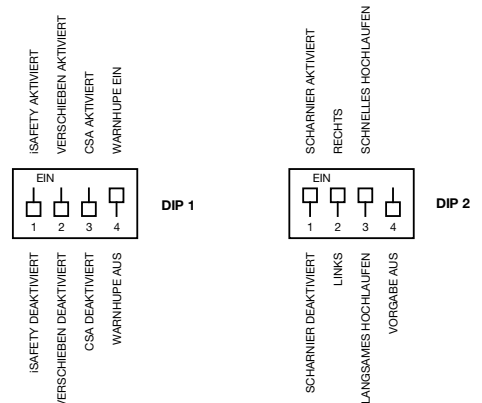 iSAFETY AKTIVIERT
VERSCHIEBEN AKTIVIERT
CSA AKTIVIERT
WARNHUPE EIN
EIN
1 2 3 4
DIP 1
iSAFETY DEAKTIVIERT
VERSCHIEBEN DEAKTIVIERT
CSA DEAKTIVIERT
WARNHUPE AUS
SCHARNIER AKTIVIERT
RECHTS
SCHNELLES HOCHLAUFEN
EIN
1 2 3 4
DIP 2
SCHARNIER DEAKTIVIERT
LINKS
LANGSAMES HOCHLAUFEN
VORGABE AUS